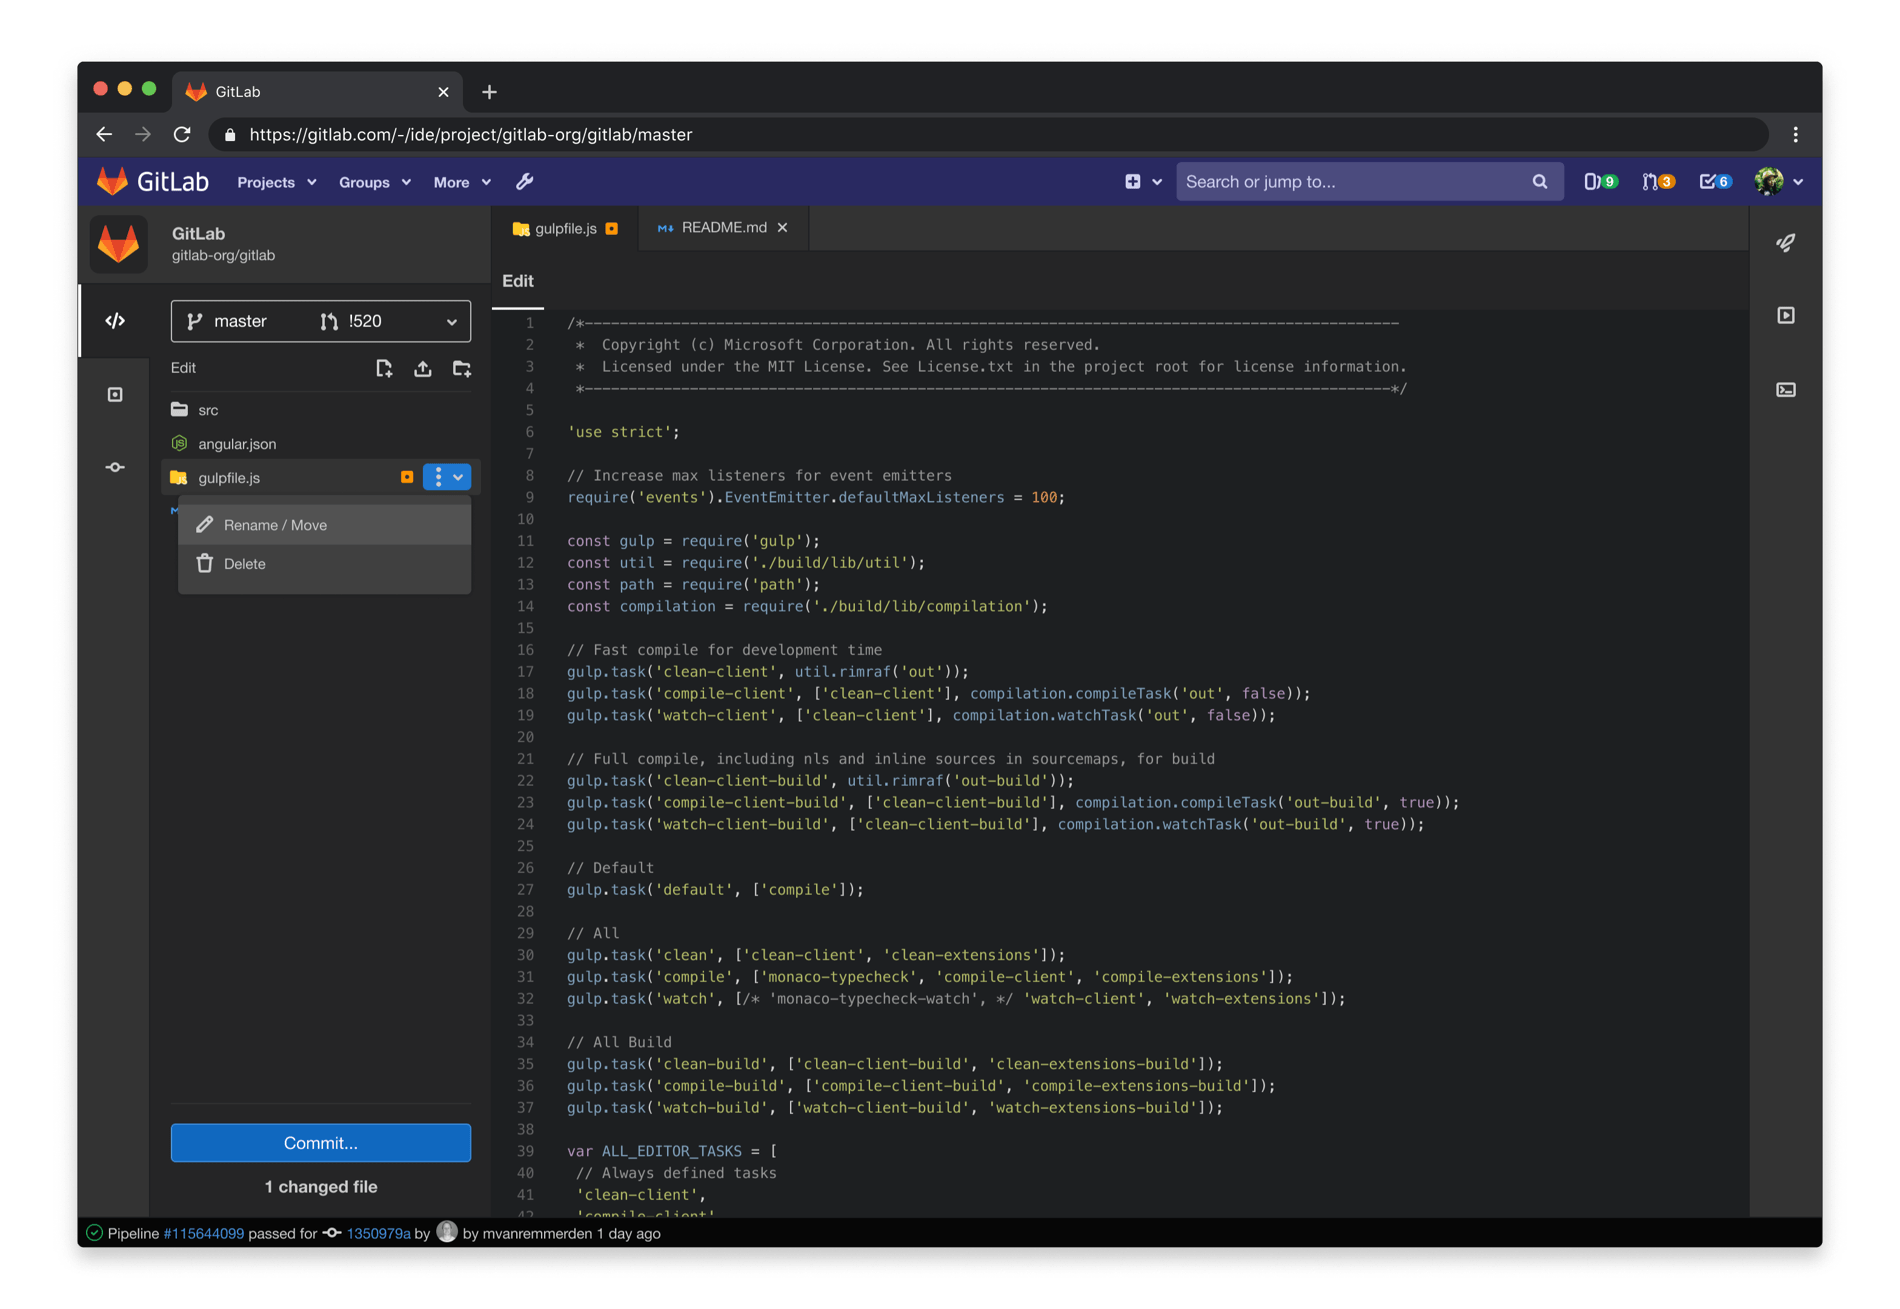 GitLab
https://gitlab.com/-/ide/project/gitlab-org/gitlab/master
GitLab Projects Groups More Search or jump to... 9 3 6
GitLab
gitlab-org/gitlab
master !520
Edit
src
angular.json
gulpfile.js
Rename / Move
Delete
Commit...
1 changed file
gulpfile.js README.md
Edit
1 /*---------------------------------------------------------------------------------------------
2 * Copyright (c) Microsoft Corporation. All rights reserved.
3 * Licensed under the MIT License. See License.txt in the project root for license information.
4 *--------------------------------------------------------------------------------------------*/
5
6 'use strict';
7
8 // Increase max listeners for event emitters
9 require('events').EventEmitter.defaultMaxListeners = 100;
10
11 const gulp = require('gulp');
12 const util = require('./build/lib/util');
13 const path = require('path');
14 const compilation = require('./build/lib/compilation');
15
16 // Fast compile for development time
17 gulp.task('clean-client', util.rimraf('out'));
18 gulp.task('compile-client', ['clean-client'], compilation.compileTask('out', false));
19 gulp.task('watch-client', ['clean-client'], compilation.watchTask('out', false));
20
21 // Full compile, including nls and inline sources in sourcemaps, for build
22 gulp.task('clean-client-build', util.rimraf('out-build'));
23 gulp.task('compile-client-build', ['clean-client-build'], compilation.compileTask('out-build', true));
24 gulp.task('watch-client-build', ['clean-client-build'], compilation.watchTask('out-build', true));
25
26 // Default
27 gulp.task('default', ['compile']);
28
29 // All
30 gulp.task('clean', ['clean-client', 'clean-extensions']);
31 gulp.task('compile', ['monaco-typecheck', 'compile-client', 'compile-extensions']);
32 gulp.task('watch', [/* 'monaco-typecheck-watch', */ 'watch-client', 'watch-extensions']);
33
34 // All Build
35 gulp.task('clean-build', ['clean-client-build', 'clean-extensions-build']);
36 gulp.task('compile-build', ['compile-client-build', 'compile-extensions-build']);
37 gulp.task('watch-build', ['watch-client-build', 'watch-extensions-build']);
38
39 var ALL_EDITOR_TASKS = [
40 // Always defined tasks
41 'clean-client',
42 'compile-client'
Pipeline #115644099 passed for 1350979a by by mvanremmerden 1 day ago